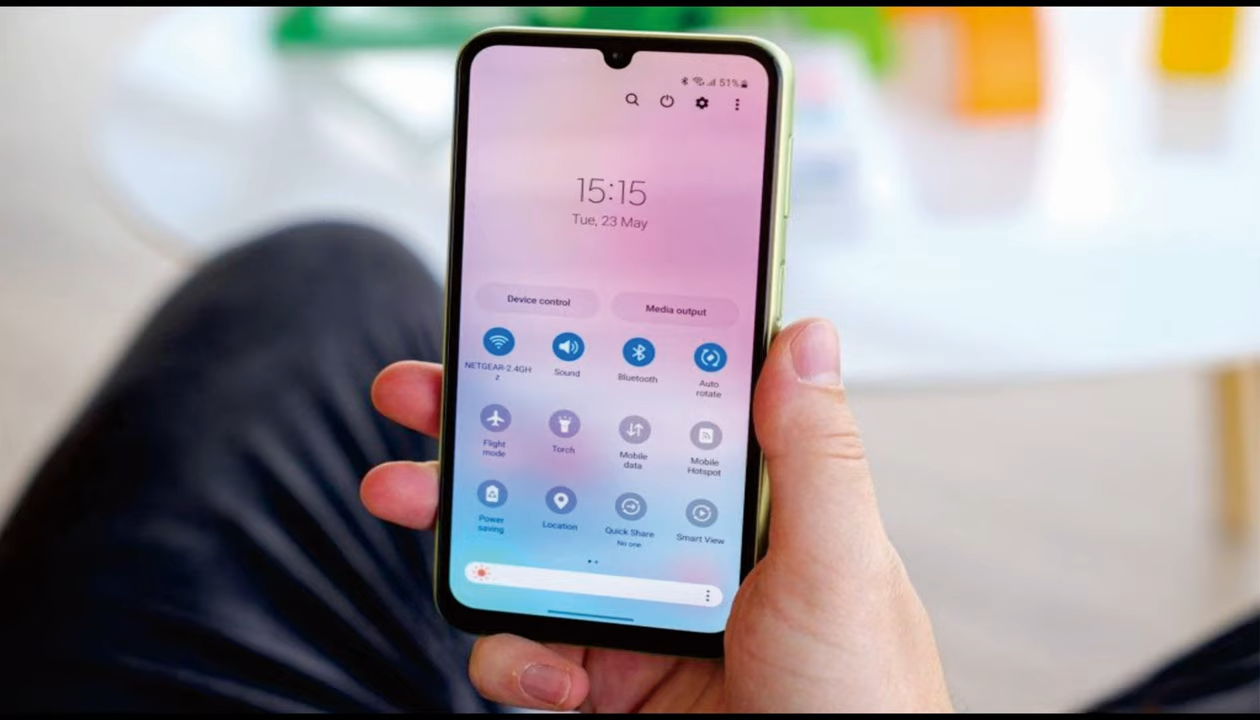 51%
15:15
Tue, 23 May
Device control
Media output
NETGEAR-2.4GH
z
Sound
Bluetooth
Auto
rotate
Flight
mode
Torch
Mobile
data
Mobile
Hotspot
Power
saving
Location
Quick Share
No one
Smart View